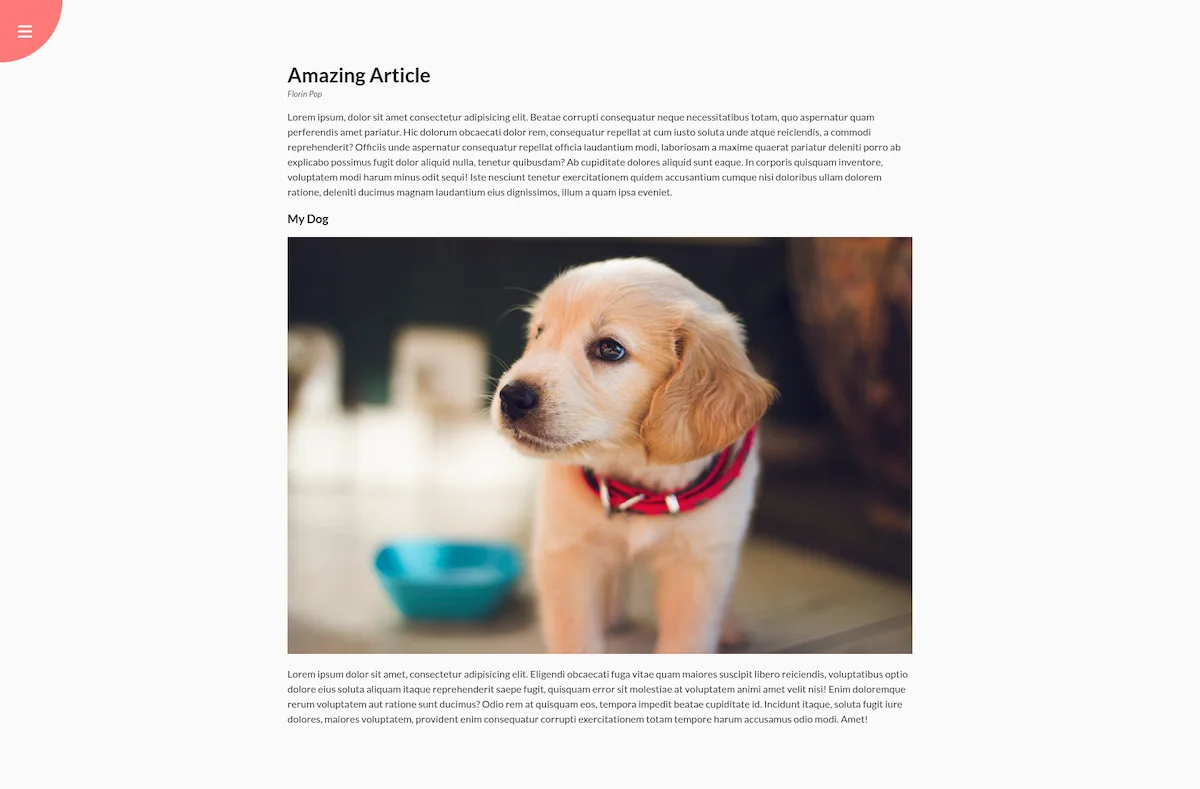 Amazing Article
Florin Pop
Lorem ipsum, dolor sit amet consectetur adipisicing elit. Beatae corrupti consequatur neque necessitatibus totam, quo aspernatur quam
perferendis amet pariatur. Hic dolorum obcaecati dolor rem, consequatur repellat at cum iusto soluta unde atque reiciendis, a commodi
reprehenderit? Officiis unde aspernatur consequatur repellat officia laudantium modi, laboriosam a maxime quaerat pariatur deleniti porro ab
explicabo possimus fugit dolor aliquid nulla, tenetur quibusdam? Ab cupiditate dolores aliquid sunt eaque. In corporis quisquam inventore,
voluptatem modi harum minus odit sequi! Iste nesciunt tenetur exercitationem quidem accusantium cumque nisi doloribus ullam dolorem
ratione, deleniti ducimus magnam laudantium eius dignissimos, illum a quam ipsa eveniet.
My Dog
Lorem ipsum dolor sit amet, consectetur adipisicing elit. Eligendi obcaecati fuga vitae quam maiores suscipit libero reiciendis, voluptatibus optio
dolore eius soluta aliquam itaque reprehenderit saepe fugit, quisquam error sit molestiae at voluptatem animi amet velit nisi! Enim doloremque
rerum voluptatem aut ratione sunt ducimus? Odio rem at quisquam eos, tempora impedit beatae cupiditate id. Incidunt itaque, soluta fugit iure
dolores, maiores voluptatem, provident enim consequatur corrupti exercitationem totam tempore harum accusamus odio modi. Amet!